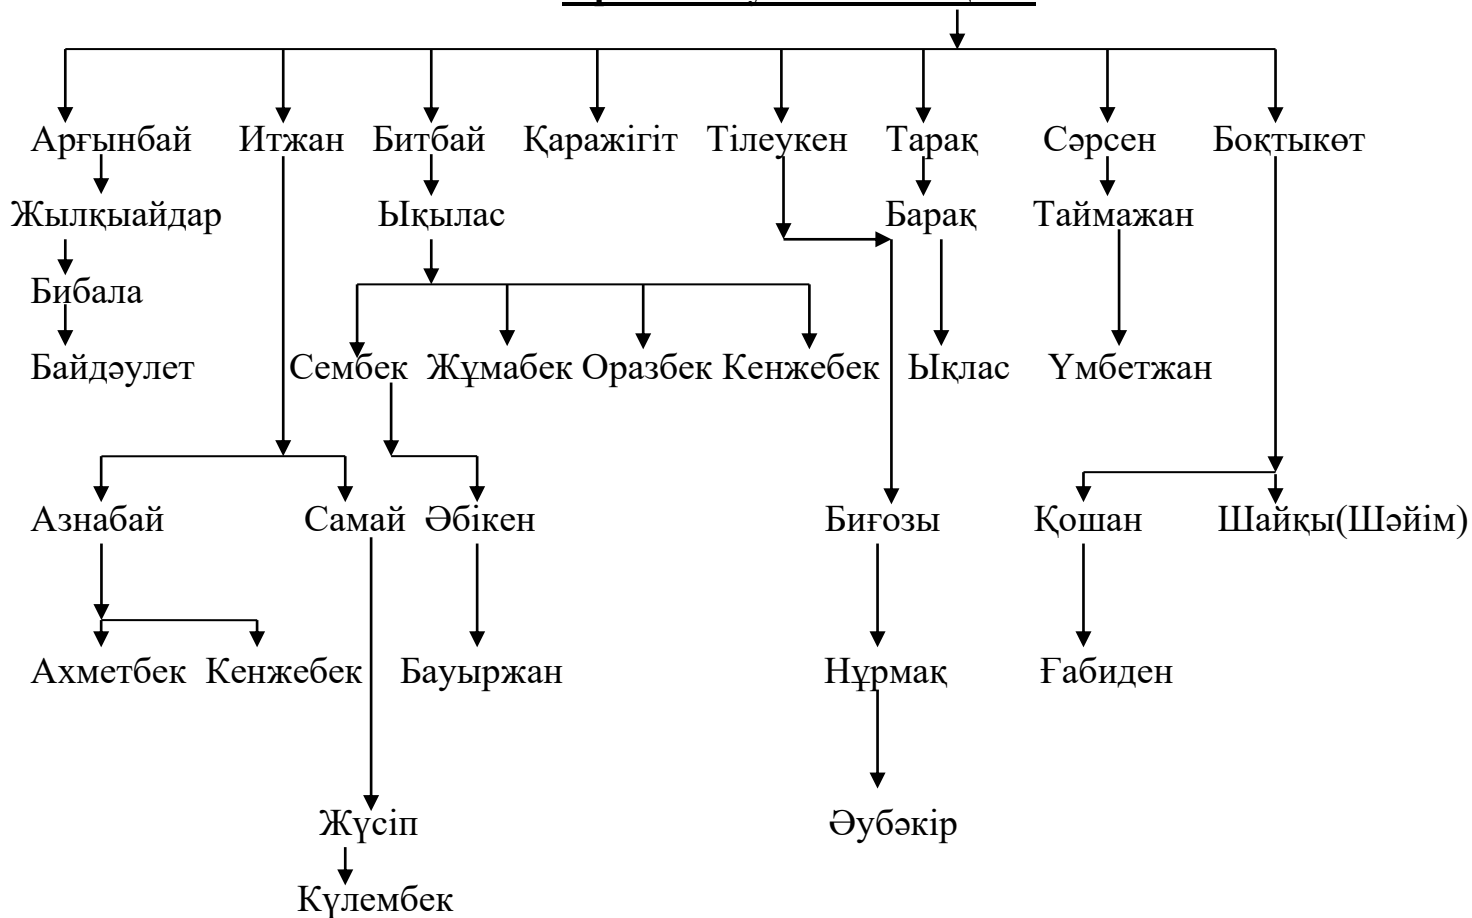 Арғынбай Итжан Битбай Қаражігіт Тілеукен Тарақ Сәрсен Боқтыкөт
Жылқыайдар Ықылас Барақ Таймажан
Бибала
Байдәулет Сембек Жұмабек Оразбек Кенжебек Ықлас Үмбетжан
Азнабай Самай Әбікен Биғозы Қошан Шайқы(Шәйім)
Ахметбек Кенжебек Бауыржан Нұрмақ Ғабиден
Жүсіп Әубәкір
Күлембек